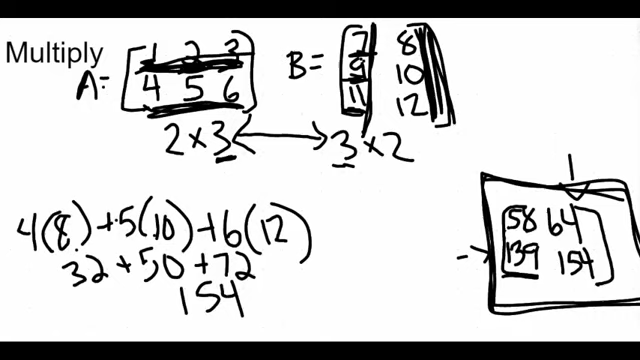 Multiply
A= [1 2 3
4 5 6]
B= [7 8
9 10
11 12]
2×3 ↔ 3×2
4(8)+5(10)+6(12)
32+50+72
154
[58 64
139 154]